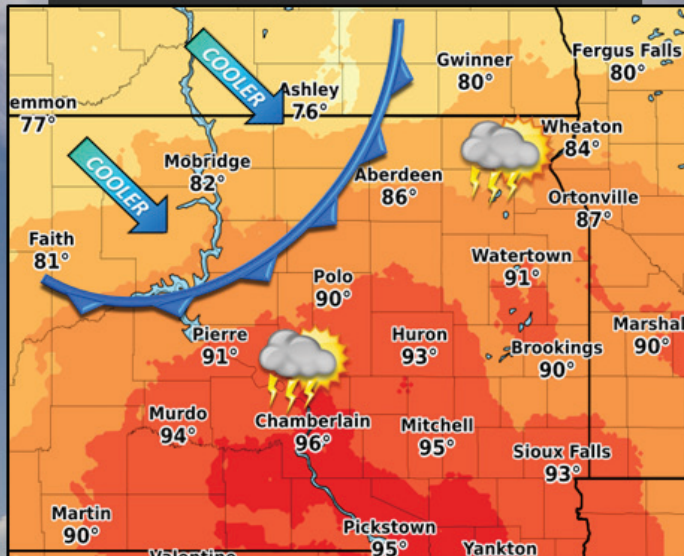 Gwinner
80°
Fergus Falls
80°
COOLER
Ashley
76°
emmon
77°
Wheaton
84°
COOLER
Mobridge
82°
Aberdeen
86°
Ortonville
87°
Faith
81°
Watertown
91°
Polo
90°
Pierre
91°
Huron
93°
Marshal
90°
Brookings
90°
Murdo
94°
Chamberlain
96°
Mitchell
95°
Sioux Falls
93°
Martin
90°
Pickstown
95°
Yankton
Valentine